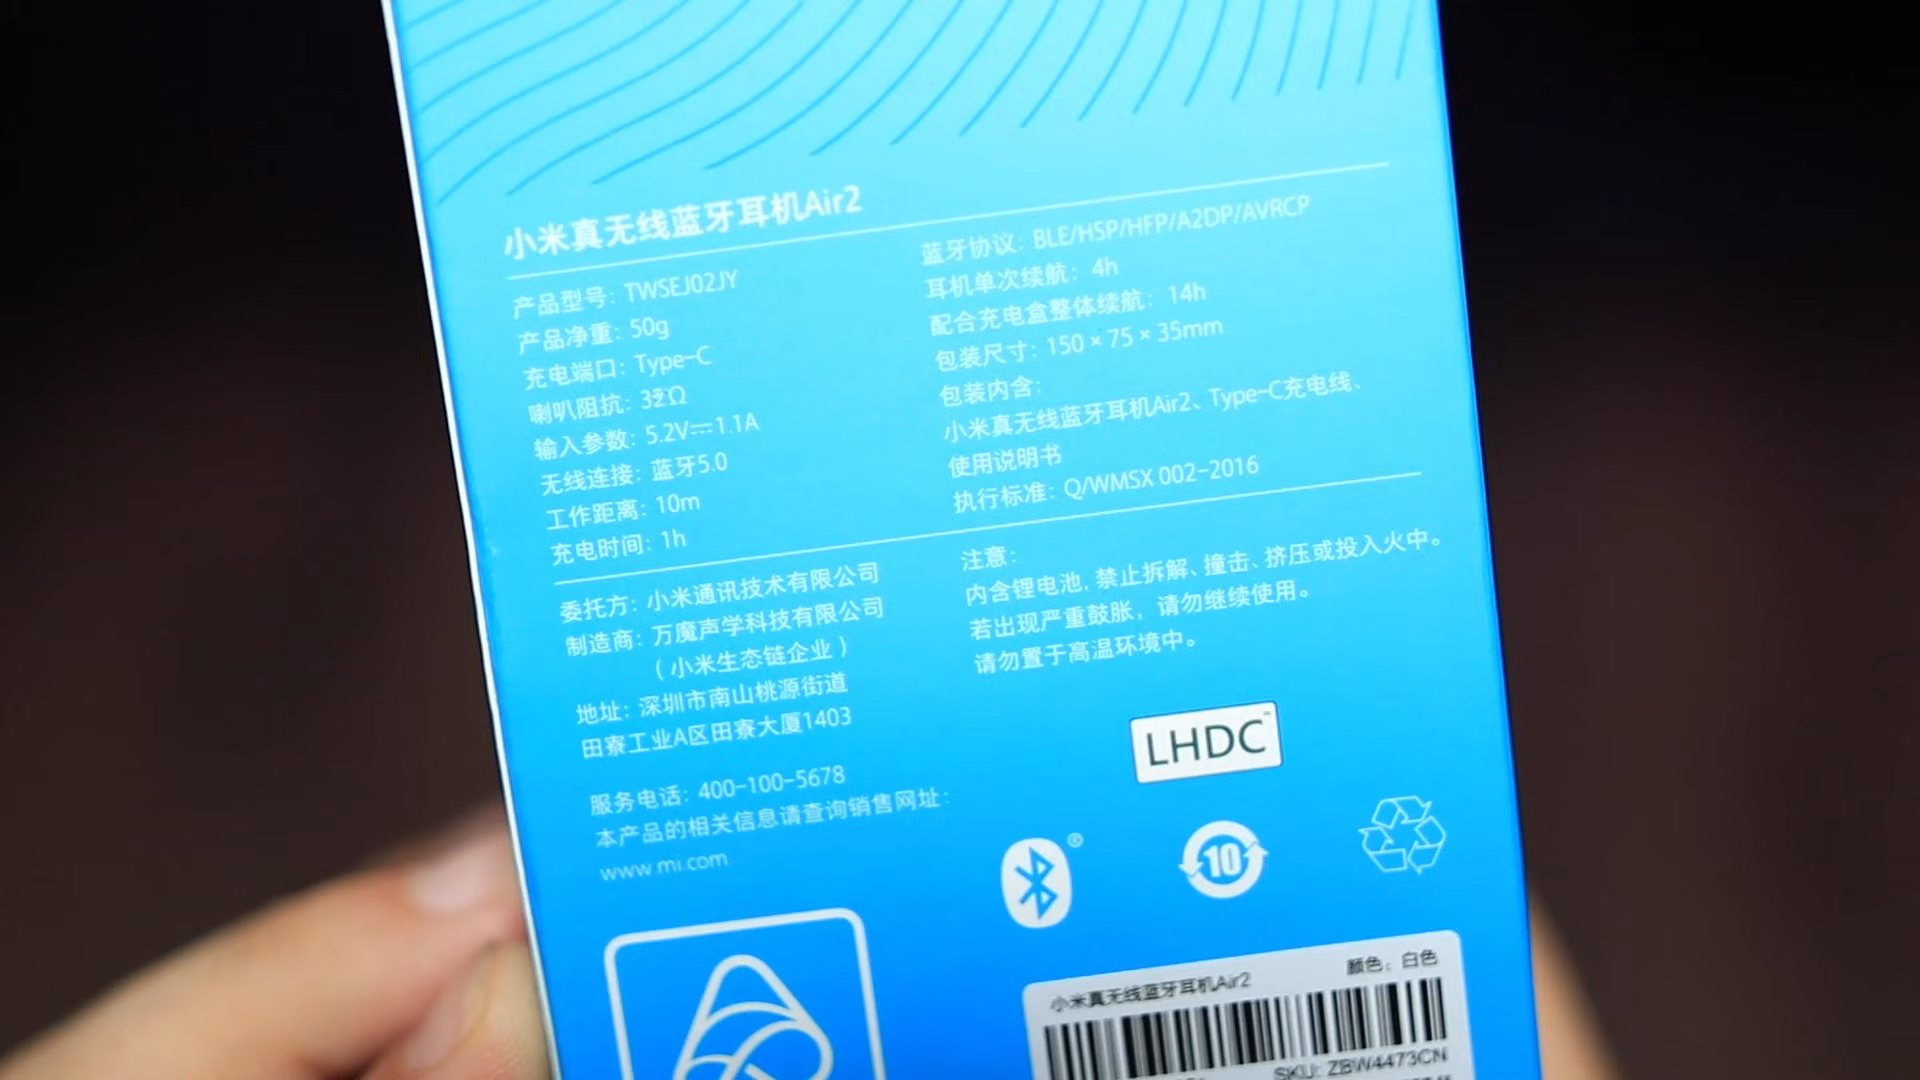 小米真无线蓝牙耳机Air2
产品型号: TWSEJ02JY
产品净重: 50g
充电端口: Type-C
喇叭阻抗: 32Ω
输入参数: 5.2V⎓1.1A
无线连接: 蓝牙5.0
工作距离: 10m
充电时间: 1h
蓝牙协议: BLE/HSP/HFP/A2DP/AVRCP
耳机单次续航: 4h
配合充电盒整体续航: 14h
包装尺寸: 150×75×35mm
包装内含:
小米真无线蓝牙耳机Air2、Type-C充电线、
使用说明书
执行标准: Q/WMSX 002-2016
委托方: 小米通讯技术有限公司
制造商: 万魔声学科技有限公司
(小米生态链企业)
地址: 深圳市南山桃源街道
田寮工业A区田寮大厦1403
服务电话: 400-100-5678
本产品的相关信息请查询销售网址:
www.mi.com
注意:
内含锂电池, 禁止拆解、撞击、挤压或投入火中。
若出现严重鼓胀, 请勿继续使用。
请勿置于高温环境中。
LHDC™
®
10
小米真无线蓝牙耳机Air2 颜色: 白色
SKU: ZBW4473CN